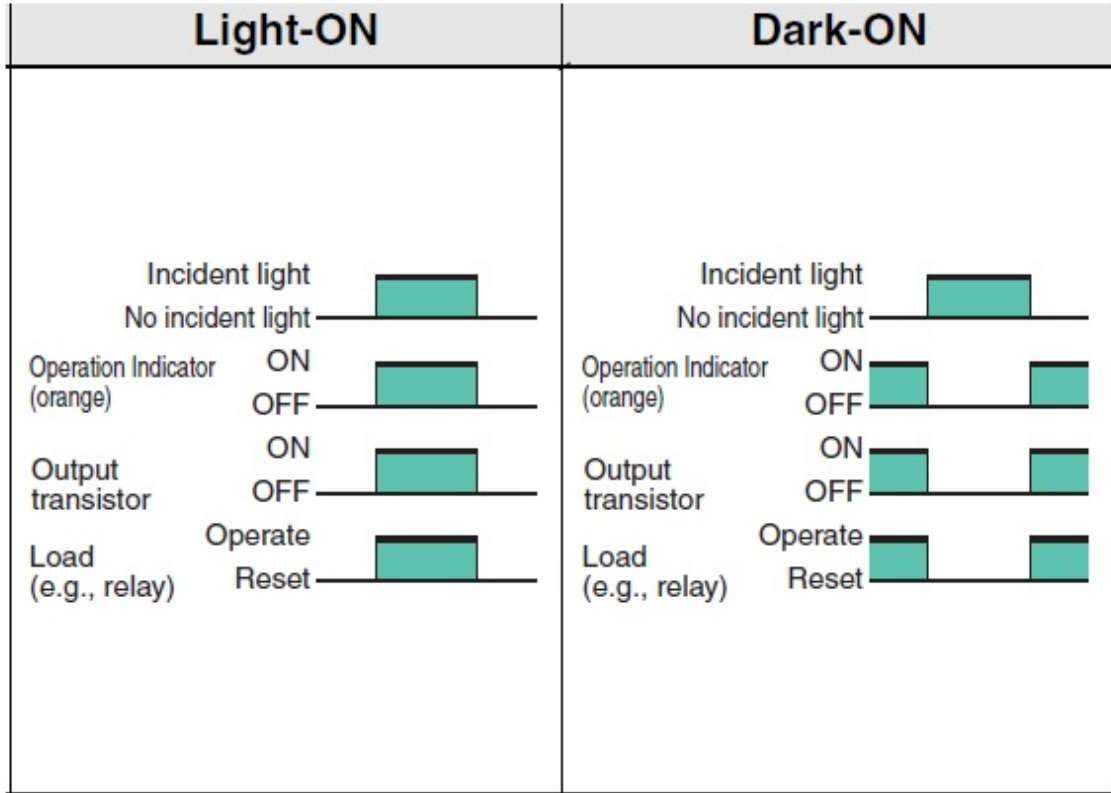 Light-ON
Incident light
No incident light
Operation Indicator
(orange)
ON
OFF
Output
transistor
ON
OFF
Load
(e.g., relay)
Operate
Reset
Dark-ON
Incident light
No incident light
Operation Indicator
(orange)
ON
OFF
Output
transistor
ON
OFF
Load
(e.g., relay)
Operate
Reset